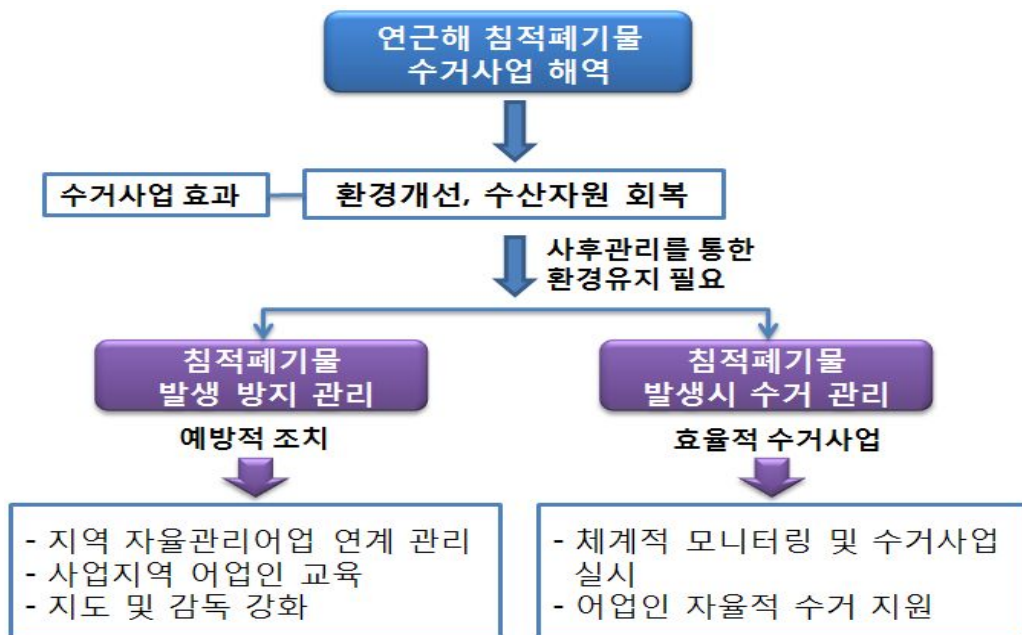 연근해 침적폐기물
수거사업 해역
수거사업 효과
환경개선, 수산자원 회복
사후관리를 통한
환경유지 필요
침적폐기물
발생 방지 관리
예방적 조치
- 지역 자율관리어업 연계 관리
- 사업지역 어업인 교육
- 지도 및 감독 강화
침적폐기물
발생시 수거 관리
효율적 수거사업
- 체계적 모니터링 및 수거사업
실시
- 어업인 자율적 수거 지원